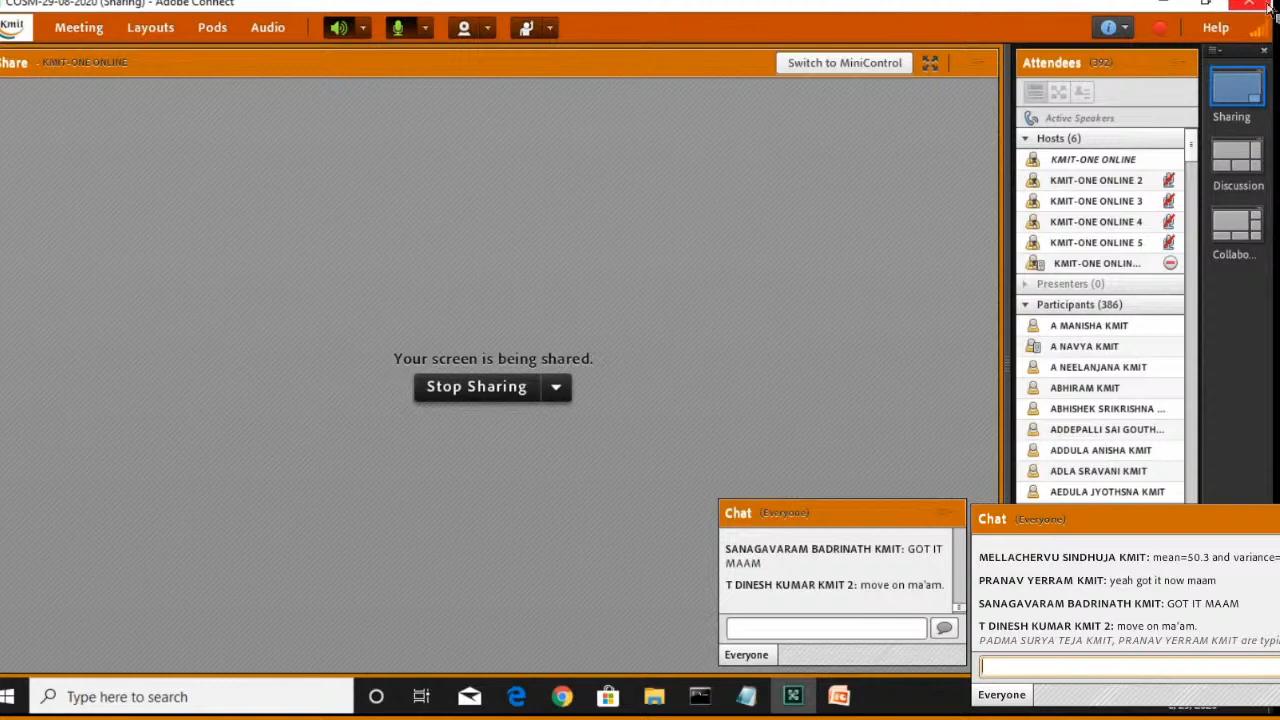 COSM-29-08-2020 (Sharing) - Adobe Connect
Kmit
Meeting Layouts Pods Audio
Help
Share - KMIT-ONE ONLINE
Switch to MiniControl
Your screen is being shared.
Stop Sharing
Attendees (392)
Active Speakers
Hosts (6)
KMIT-ONE ONLINE
KMIT-ONE ONLINE 2
KMIT-ONE ONLINE 3
KMIT-ONE ONLINE 4
KMIT-ONE ONLINE 5
KMIT-ONE ONLIN...
Presenters (0)
Participants (386)
A MANISHA KMIT
A NAVYA KMIT
A NEELANJANA KMIT
ABHIRAM KMIT
ABHISHEK SRIKRISHNA ...
ADDEPALLI SAI GOUTH...
ADDULA ANISHA KMIT
ADLA SRAVANI KMIT
AEDULA JYOTHSNA KMIT
Sharing
Discussion
Collabo...
Chat (Everyone)
SANAGAVARAM BADRINATH KMIT: GOT IT
MAAM
T DINESH KUMAR KMIT 2: move on ma'am.
Everyone
Chat (Everyone)
MELLACHERVU SINDHUJA KMIT: mean=50.3 and variance=
PRANAV YERRAM KMIT: yeah got it now maam
SANAGAVARAM BADRINATH KMIT: GOT IT MAAM
T DINESH KUMAR KMIT 2: move on ma'am.
PADMA SURYA TEJA KMIT, PRANAV YERRAM KMIT are typi
Everyone
Type here to search